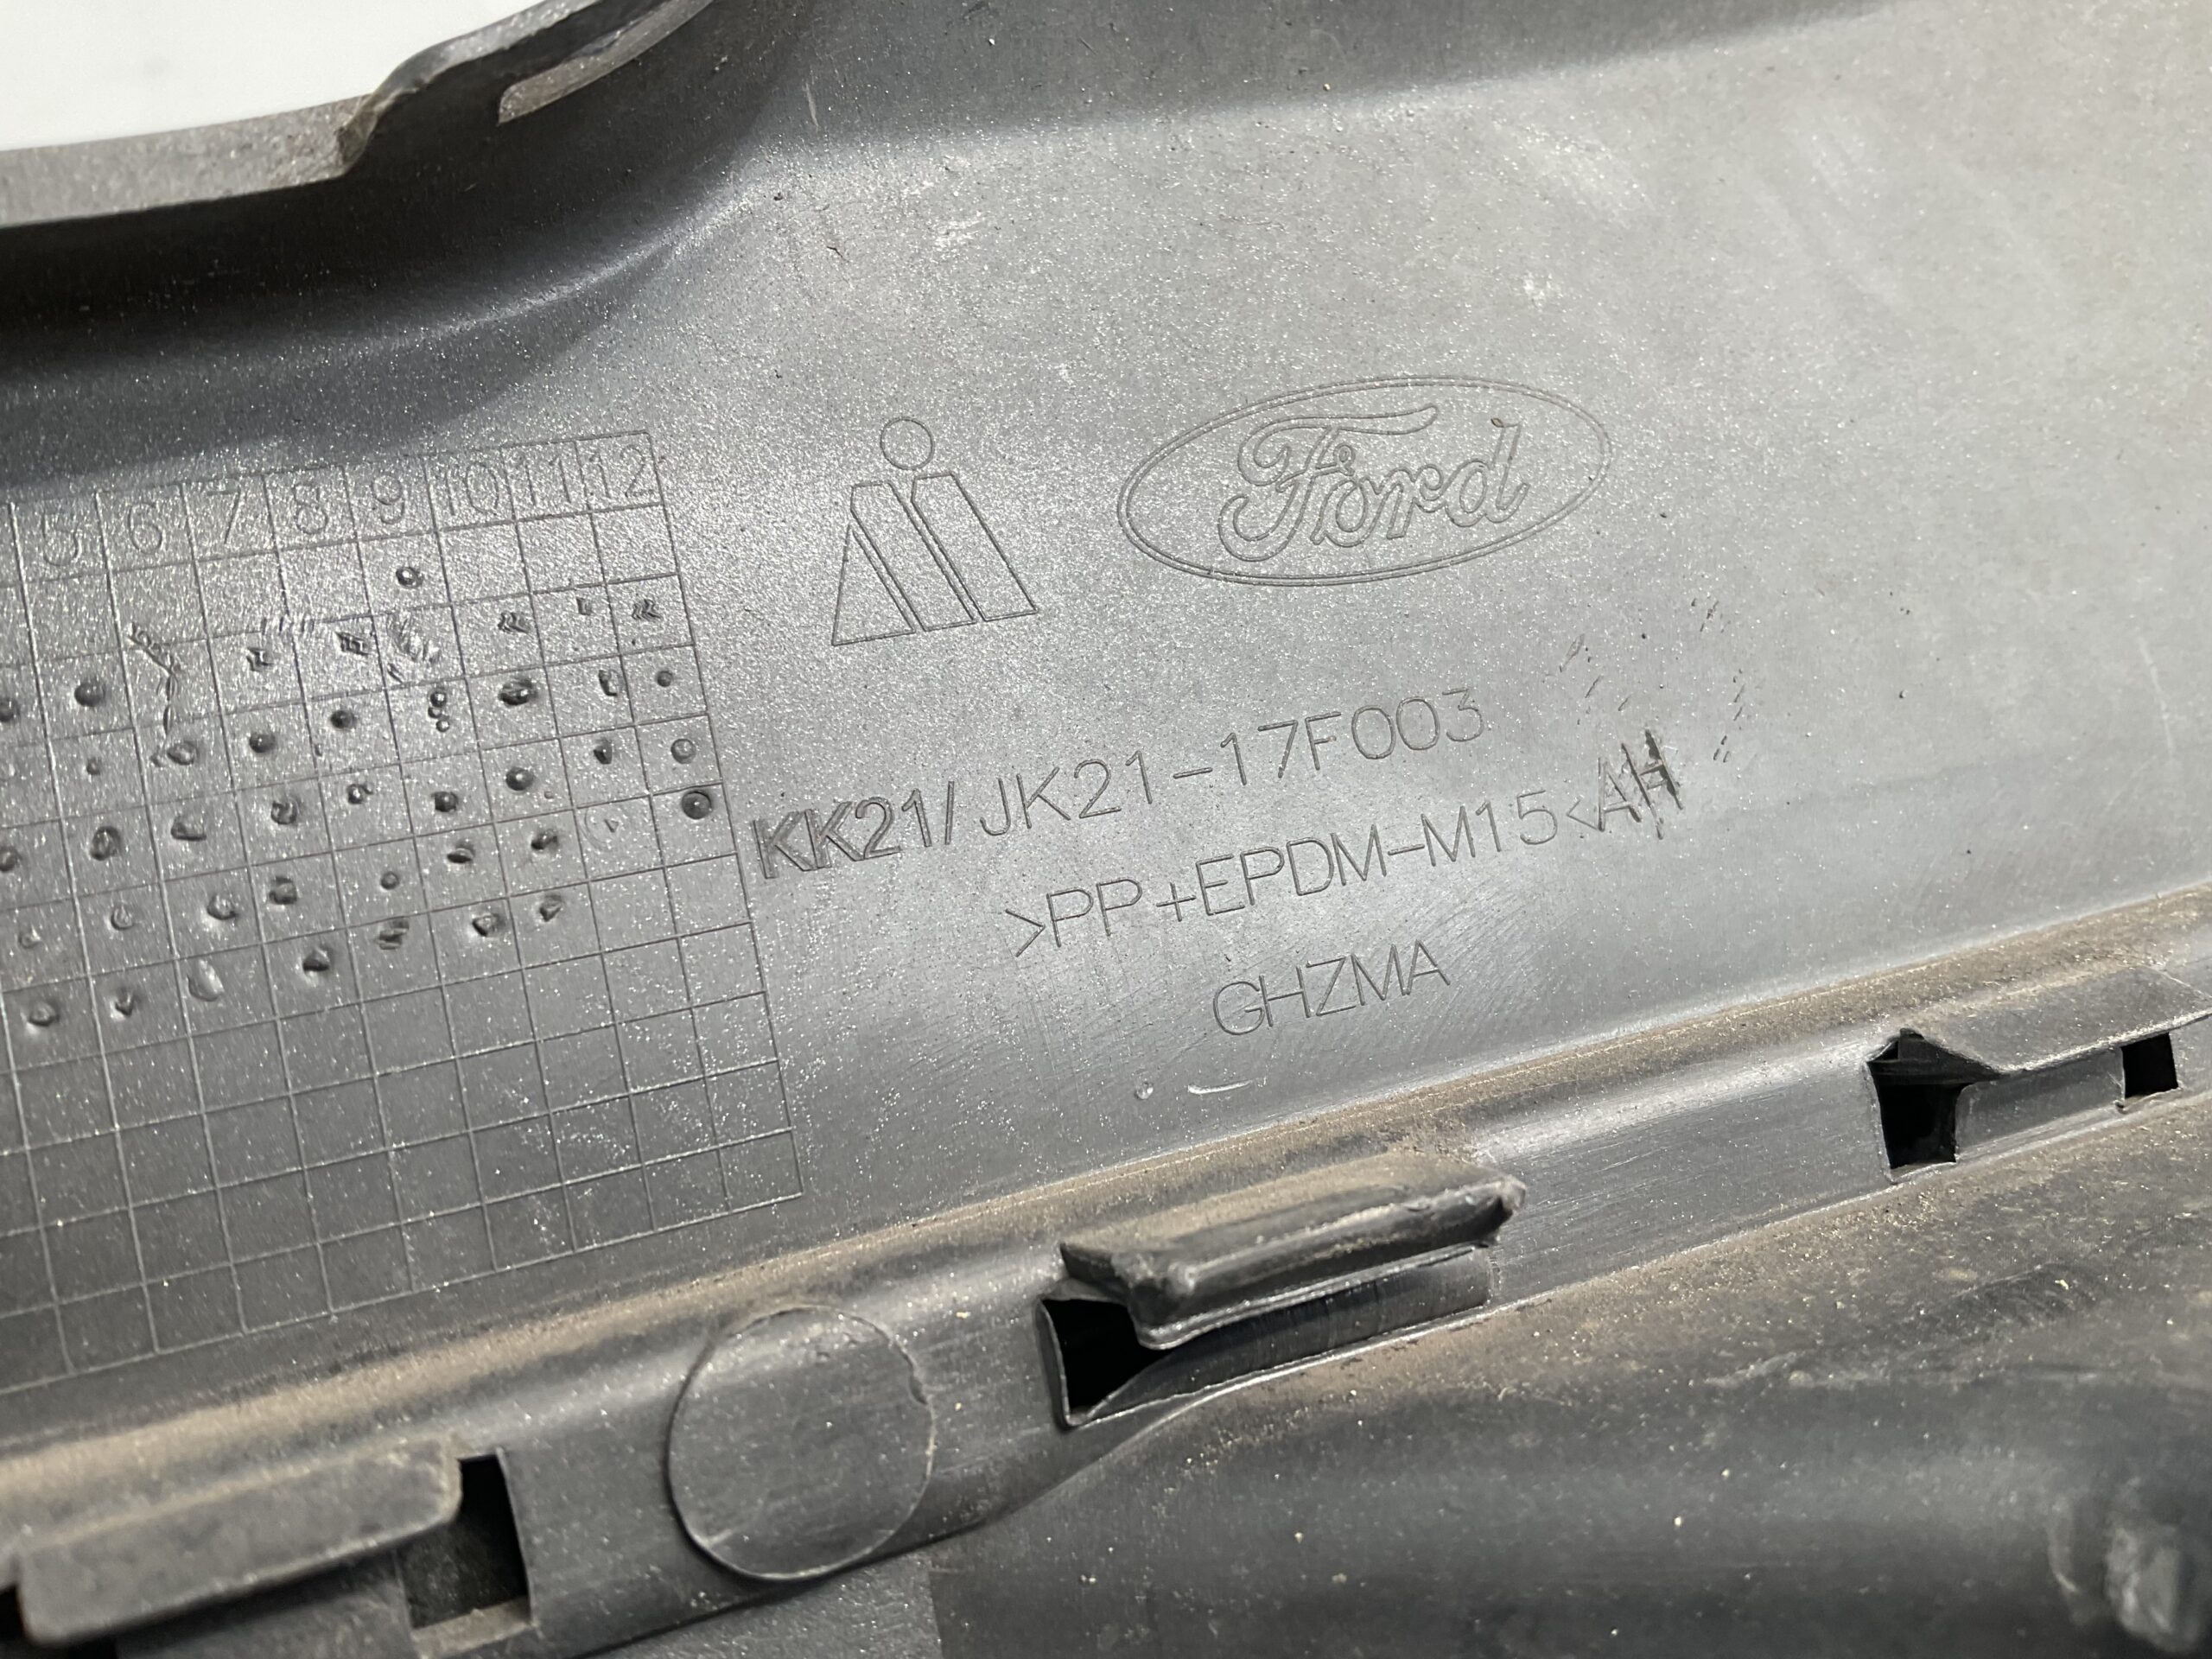 5 6 7 8 9 10 11 12
Ford
KK21/JK21-17F003
>PP+EPDM-M15<AH
GHZMA